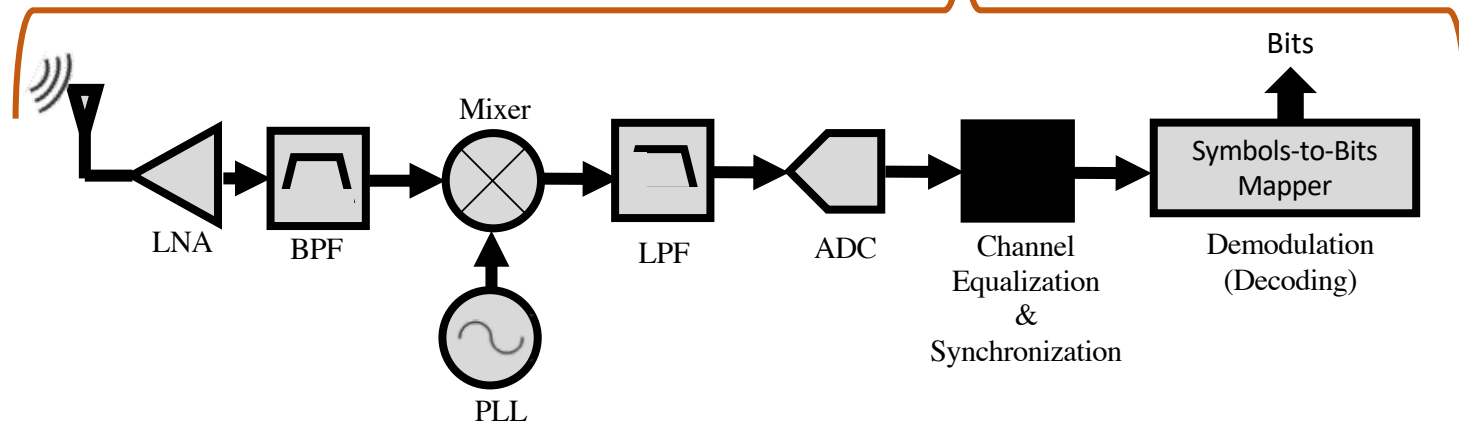 Bits
Mixer
Symbols-to-Bits
Mapper
LNA
BPF
LPF
ADC
Channel
Equalization
&
Synchronization
Demodulation
(Decoding)
PLL